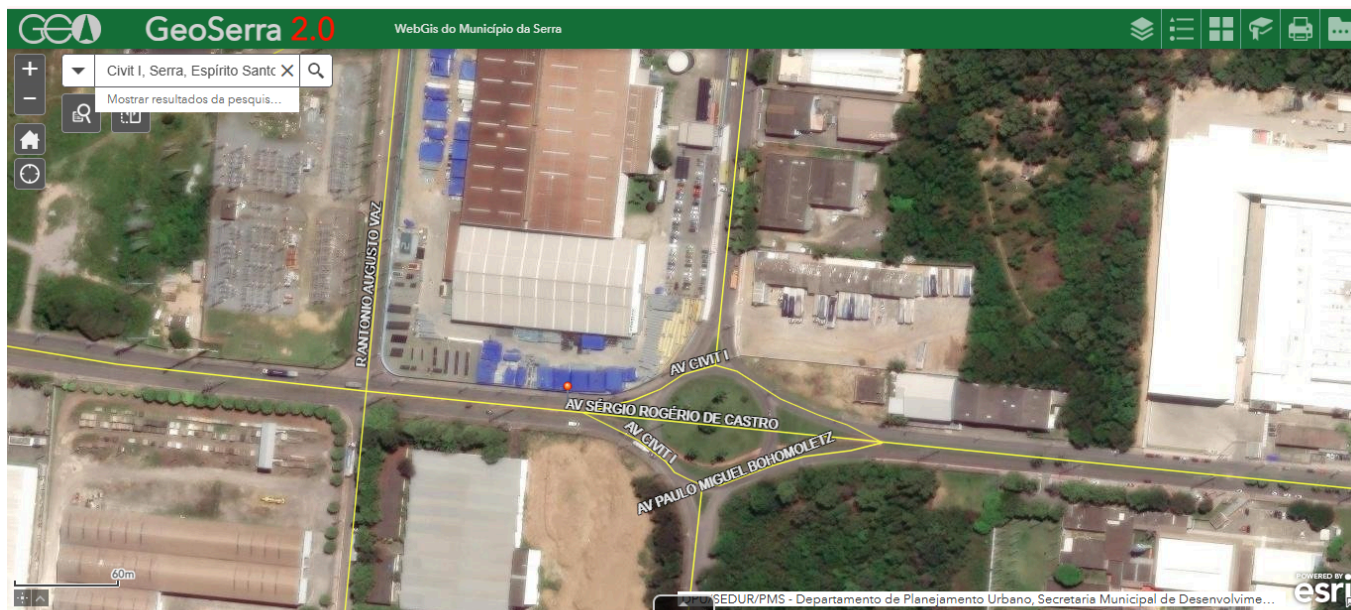 GEO
GeoSerra 2.0
WebGis do Município da Serra
Civit I, Serra, Espírito Santo
Mostrar resultados da pesquis...
R ANTONIO AUGUSTO VAZ
AV CIVIT I
AV SÉRGIO ROGÉRIO DE CASTRO
AV CIVIT I
AV PAULO MIGUEL BOHOMOLETZ
60m
/SEDUR/PMS - Departamento de Planejamento Urbano, Secretaria Municipal de Desenvolvime...
POWERED BY
esri